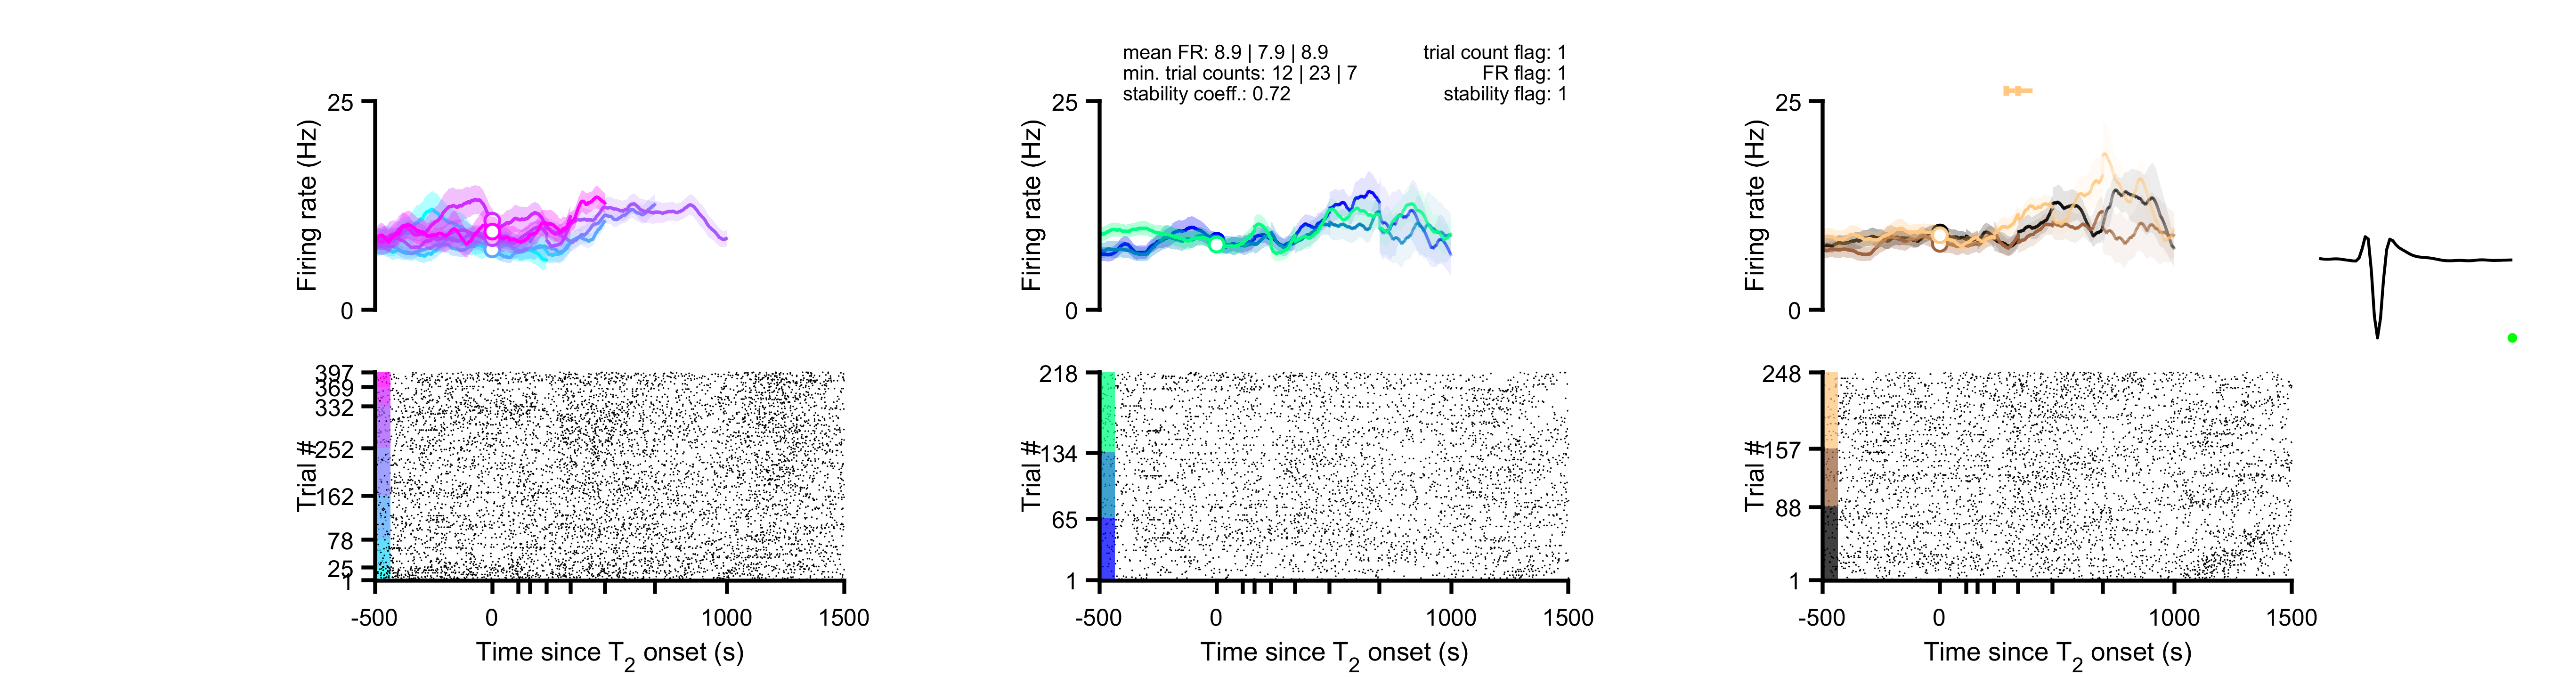 mean FR: 8.9 | 7.9 | 8.9
min. trial counts: 12 | 23 | 7
stability coeff.: 0.72
trial count flag: 1
FR flag: 1
stability flag: 1
25
Firing rate (Hz)
0
397
369
332
252
162
78
25
1
Trial #
-500 0 1000 1500
Time since T2 onset (s)
25
Firing rate (Hz)
0
218
134
65
1
Trial #
-500 0 1000 1500
Time since T2 onset (s)
25
Firing rate (Hz)
0
248
157
88
1
Trial #
-500 0 1000 1500
Time since T2 onset (s)